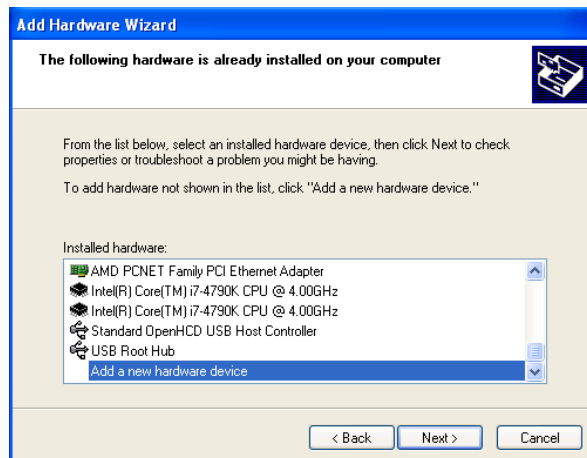 Add Hardware Wizard
The following hardware is already installed on your computer
From the list below, select an installed hardware device, then click Next to check
properties or troubleshoot a problem you might be having.
To add hardware not shown in the list, click "Add a new hardware device."
Installed hardware:
AMD PCNET Family PCI Ethernet Adapter
Intel(R) Core(TM) i7-4790K CPU @ 4.00GHz
Intel(R) Core(TM) i7-4790K CPU @ 4.00GHz
Standard OpenHCD USB Host Controller
USB Root Hub
Add a new hardware device
< Back
Next >
Cancel